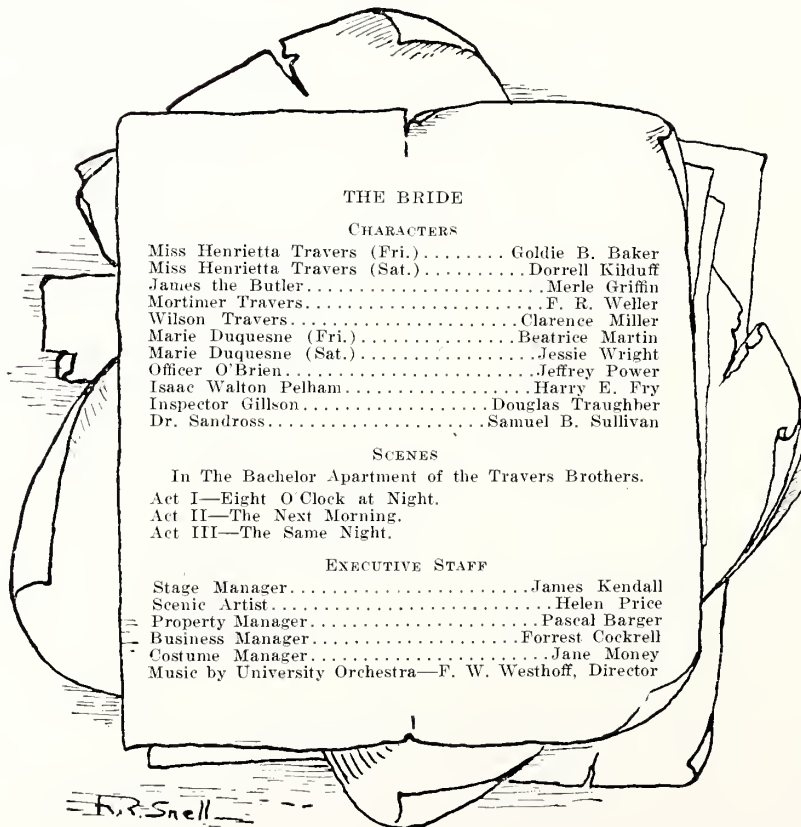 THE BRIDE
CHARACTERS
Miss Henrietta Travers (Fri.)........Goldie B. Baker
Miss Henrietta Travers (Sat.)........Dorrell Kilduff
James the Butler........................Merle Griffin
Mortimer Travers........................F. R. Weller
Wilson Travers.......................Clarence Miller
Marie Duquesne (Fri.)................Beatrice Martin
Marie Duquesne (Sat.)..................Jessie Wright
Officer O'Brien........................Jeffrey Power
Isaac Walton Pelham.....................Harry E. Fry
Inspector Gillson..................Douglas Traughber
Dr. Sandross......................Samuel B. Sullivan
SCENES
In The Bachelor Apartment of the Travers Brothers.
Act I—Eight O'Clock at Night.
Act II—The Next Morning.
Act III—The Same Night.
EXECUTIVE STAFF
Stage Manager..........................James Kendall
Scenic Artist............................Helen Price
Property Manager.......................Pascal Barger
Business Manager....................Forrest Cockrell
Costume Manager.........................Jane Money
Music by University Orchestra—F. W. Westhoff, Director
R.R. Snell